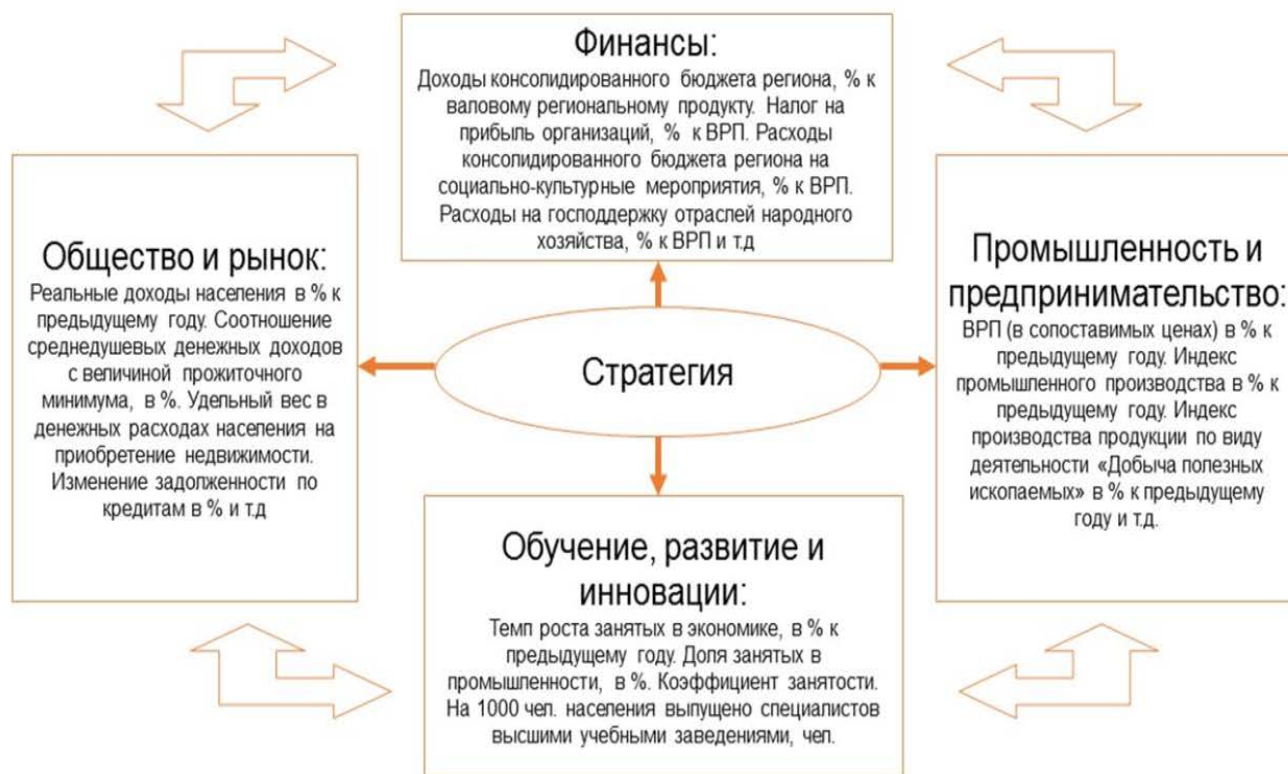 Финансы:
Доходы консолидированного бюджета региона, % к
валовому региональному продукту. Налог на
прибыль организаций, % к ВРП. Расходы
консолидированного бюджета региона на
социально-культурные мероприятия, % к ВРП.
Расходы на господдержку отраслей народного
хозяйства, % к ВРП и т.д
Общество и рынок:
Реальные доходы населения в % к
предыдущему году. Соотношение
среднедушевых денежных доходов
с величиной прожиточного
минимума, в %. Удельный вес в
денежных расходах населения на
приобретение недвижимости.
Изменение задолженности по
кредитам в % и т.д
Стратегия
Промышленность и
предпринимательство:
ВРП (в сопоставимых ценах) в % к
предыдущему году. Индекс
промышленного производства в % к
предыдущему году. Индекс
производства продукции по виду
деятельности «Добыча полезных
ископаемых» в % к предыдущему
году и т.д.
Обучение, развитие и
инновации:
Темп роста занятых в экономике, в % к
предыдущему году. Доля занятых в
промышленности, в %. Коэффициент занятости.
На 1000 чел. населения выпущено специалистов
высшими учебными заведениями, чел.